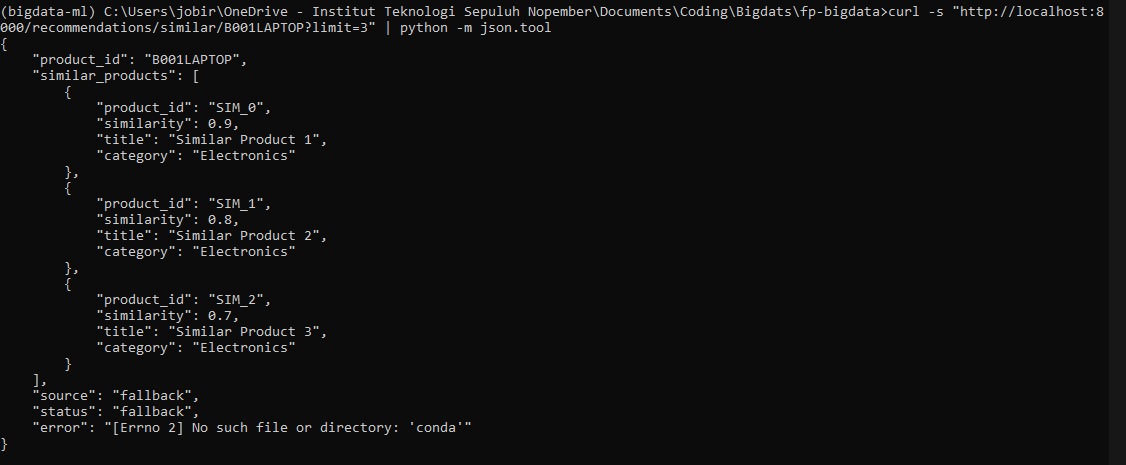 (bigdata-ml) C:\Users\jobir\OneDrive - Institut Teknologi Sepuluh Nopember\Documents\Coding\Bigdats\fp-bigdata>curl -s "http://localhost:8
000/recommendations/similar/B001LAPTOP?limit=3" | python -m json.tool
{
    "product_id": "B001LAPTOP",
    "similar_products": [
        {
            "product_id": "SIM_0",
            "similarity": 0.9,
            "title": "Similar Product 1",
            "category": "Electronics"
        },
        {
            "product_id": "SIM_1",
            "similarity": 0.8,
            "title": "Similar Product 2",
            "category": "Electronics"
        },
        {
            "product_id": "SIM_2",
            "similarity": 0.7,
            "title": "Similar Product 3",
            "category": "Electronics"
        }
    ],
    "source": "fallback",
    "status": "fallback",
    "error": "[Errno 2] No such file or directory: 'conda'"
}